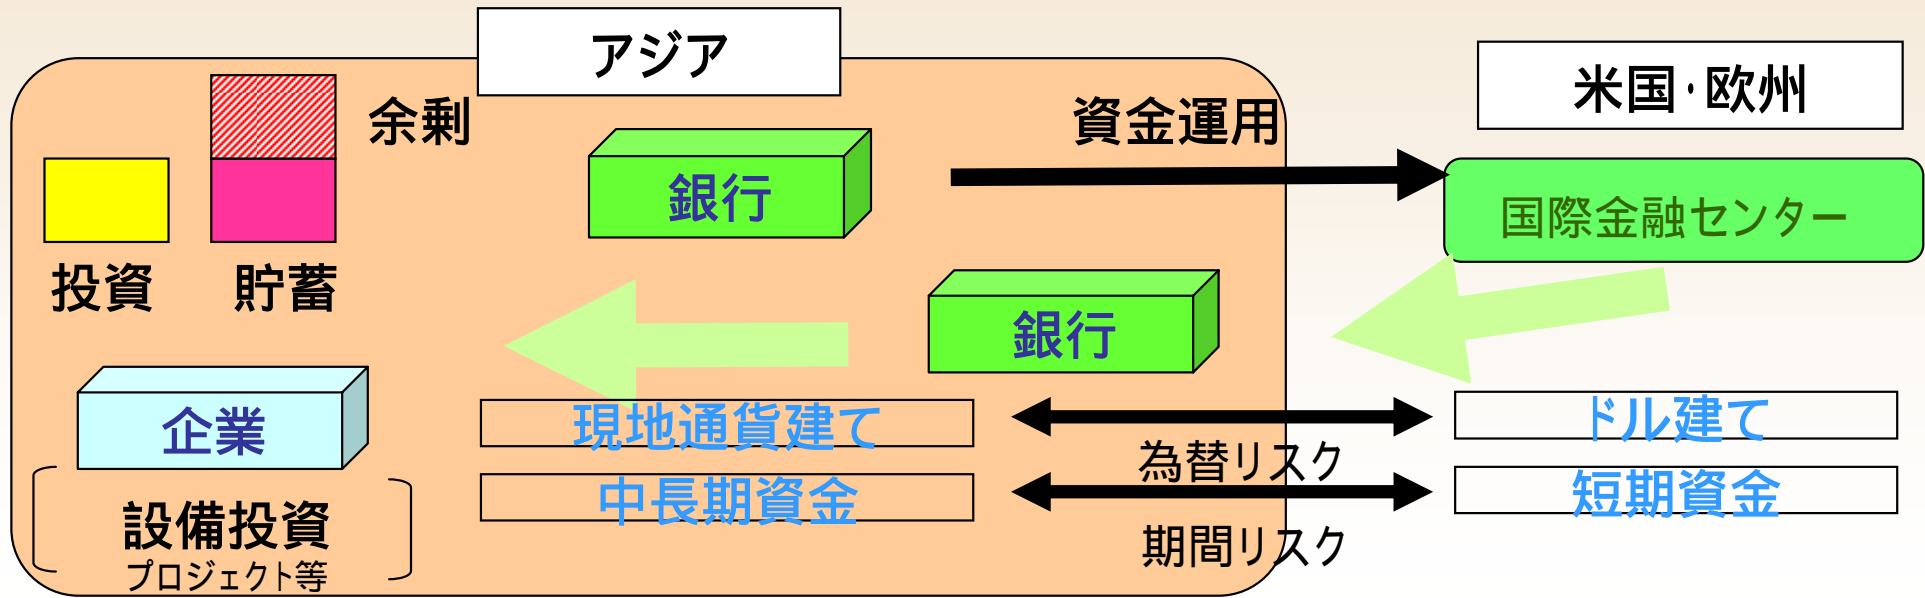 アジア
米国・欧州
余剰
資金運用
銀行
国際金融センター
投資
貯蓄
銀行
企業
現地通貨建て
ドル建て
為替リスク
中長期資金
短期資金
設備投資
期間リスク
プロジェクト等